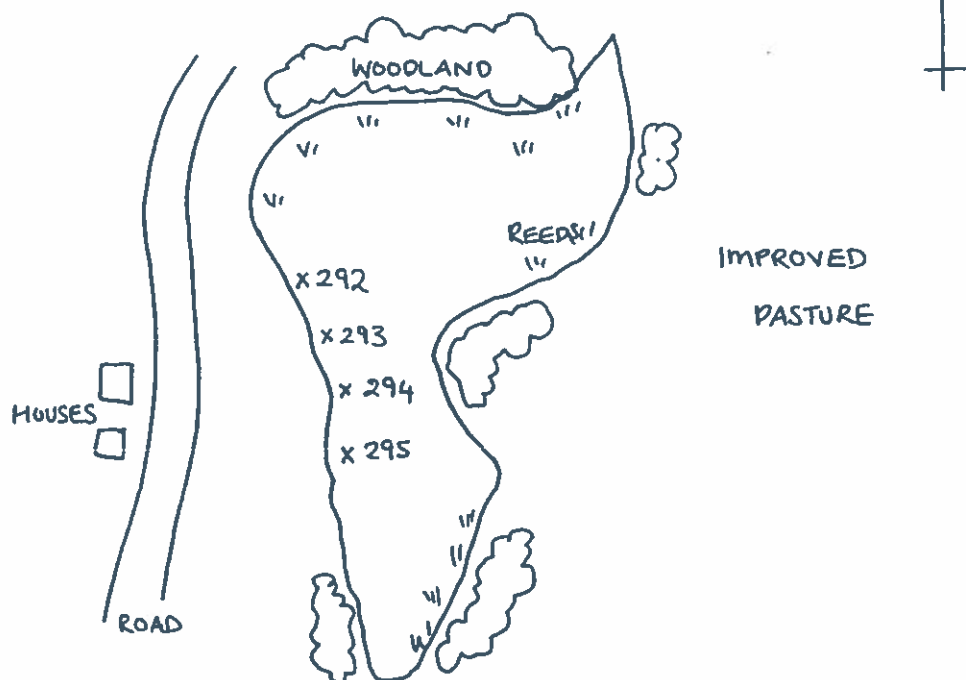 WOODLAND
REEDS
IMPROVED
PASTURE
x 292
x 293
x 294
x 295
HOUSES
ROAD